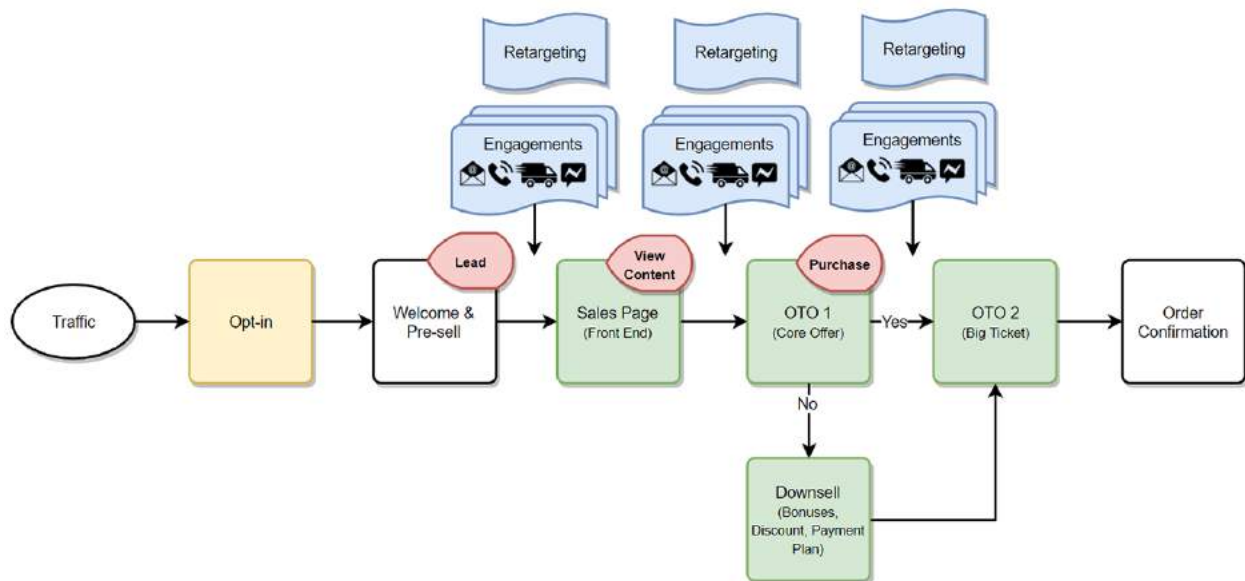 Retargeting
Retargeting
Retargeting
Engagements
Engagements
Engagements
Lead
View
Content
Purchase
Traffic
Opt-in
Welcome &
Pre-sell
Sales Page
(Front End)
OTO 1
(Core Offer)
Yes
OTO 2
(Big Ticket)
Order
Confirmation
No
Downsell
(Bonuses,
Discount, Payment
Plan)